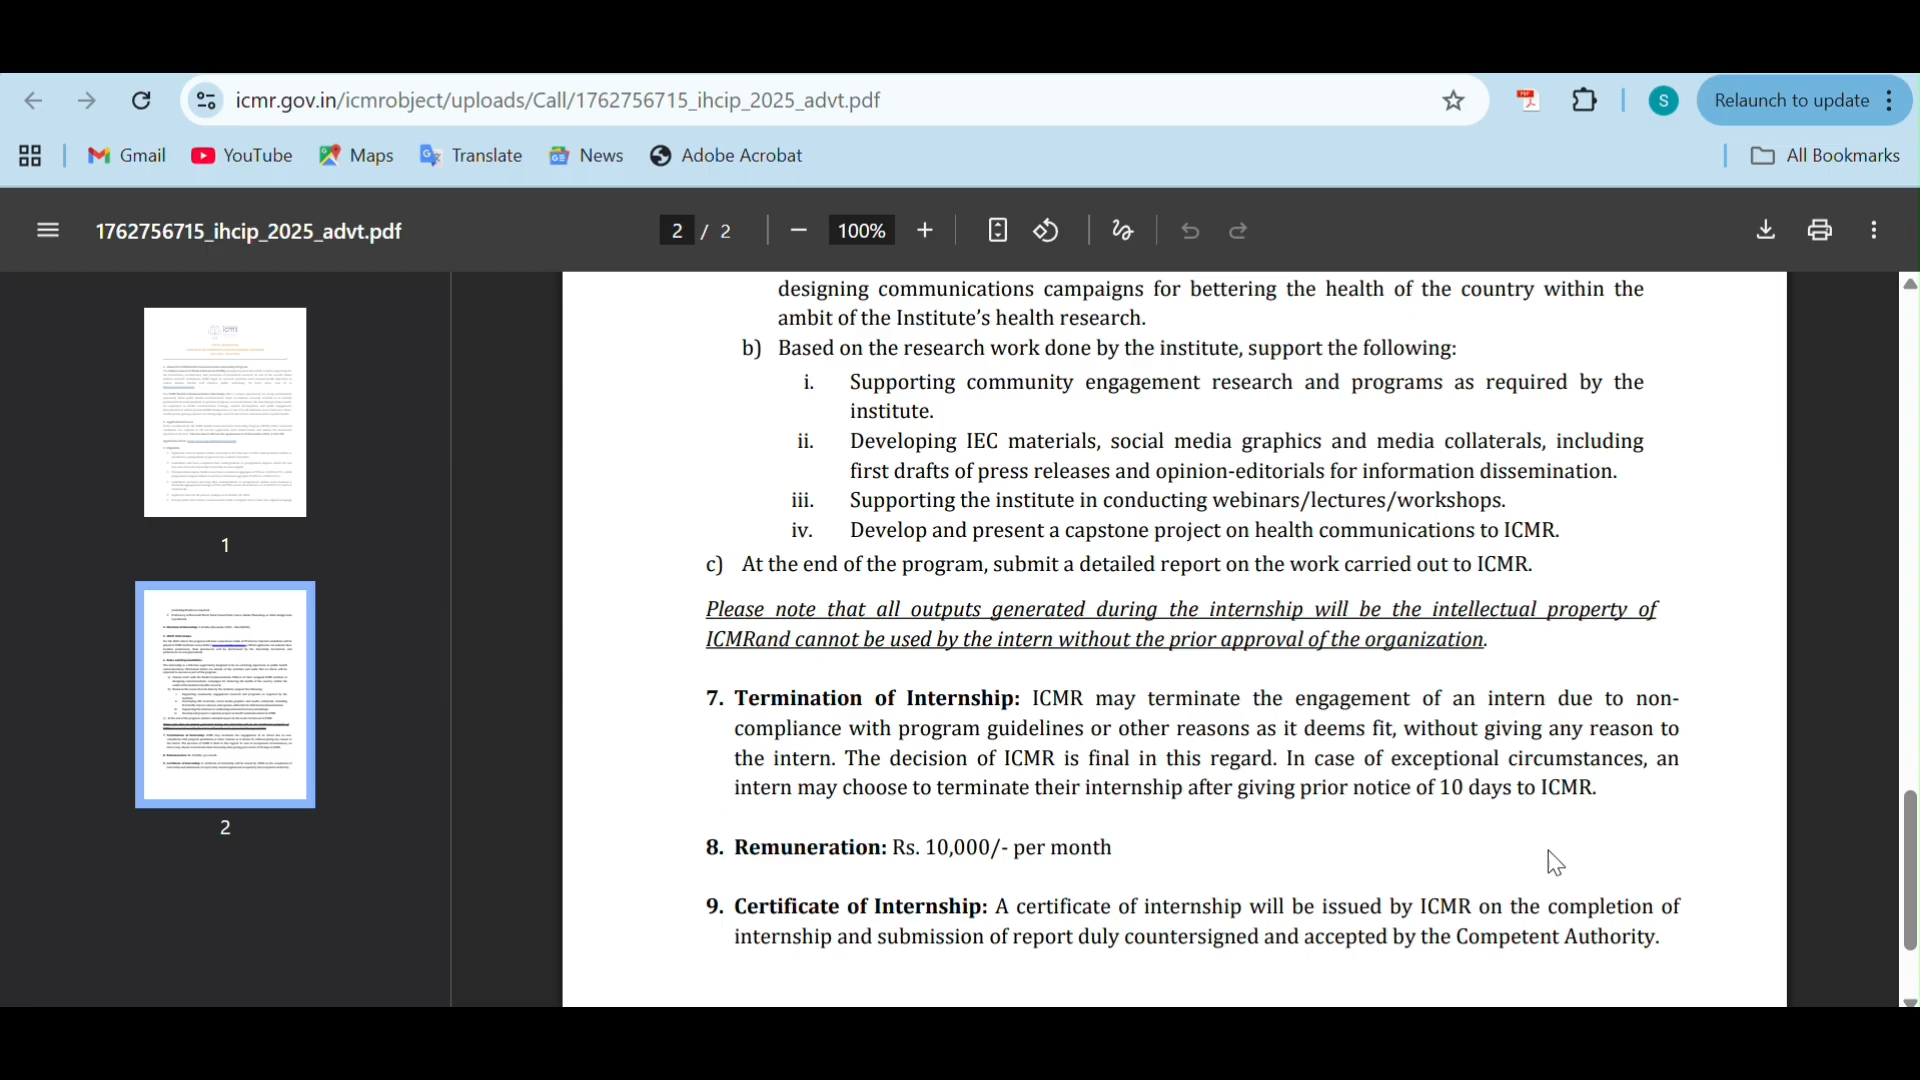 icmr.gov.in/icmrobject/uploads/Call/1762756715_ihcip_2025_advt.pdf
S
Relaunch to update
Gmail
YouTube
Maps
Translate
News
Adobe Acrobat
All Bookmarks
1762756715_ihcip_2025_advt.pdf
2 / 2
100%
1
2
designing communications campaigns for bettering the health of the country within the
ambit of the Institute's health research.
b) Based on the research work done by the institute, support the following:
i. Supporting community engagement research and programs as required by the
institute.
ii. Developing IEC materials, social media graphics and media collaterals, including
first drafts of press releases and opinion-editorials for information dissemination.
iii. Supporting the institute in conducting webinars/lectures/workshops.
iv. Develop and present a capstone project on health communications to ICMR.
c) At the end of the program, submit a detailed report on the work carried out to ICMR.
Please note that all outputs generated during the internship will be the intellectual property of
ICMRand cannot be used by the intern without the prior approval of the organization.
7. Termination of Internship: ICMR may terminate the engagement of an intern due to non-
compliance with program guidelines or other reasons as it deems fit, without giving any reason to
the intern. The decision of ICMR is final in this regard. In case of exceptional circumstances, an
intern may choose to terminate their internship after giving prior notice of 10 days to ICMR.
8. Remuneration: Rs. 10,000/- per month
9. Certificate of Internship: A certificate of internship will be issued by ICMR on the completion of
internship and submission of report duly countersigned and accepted by the Competent Authority.